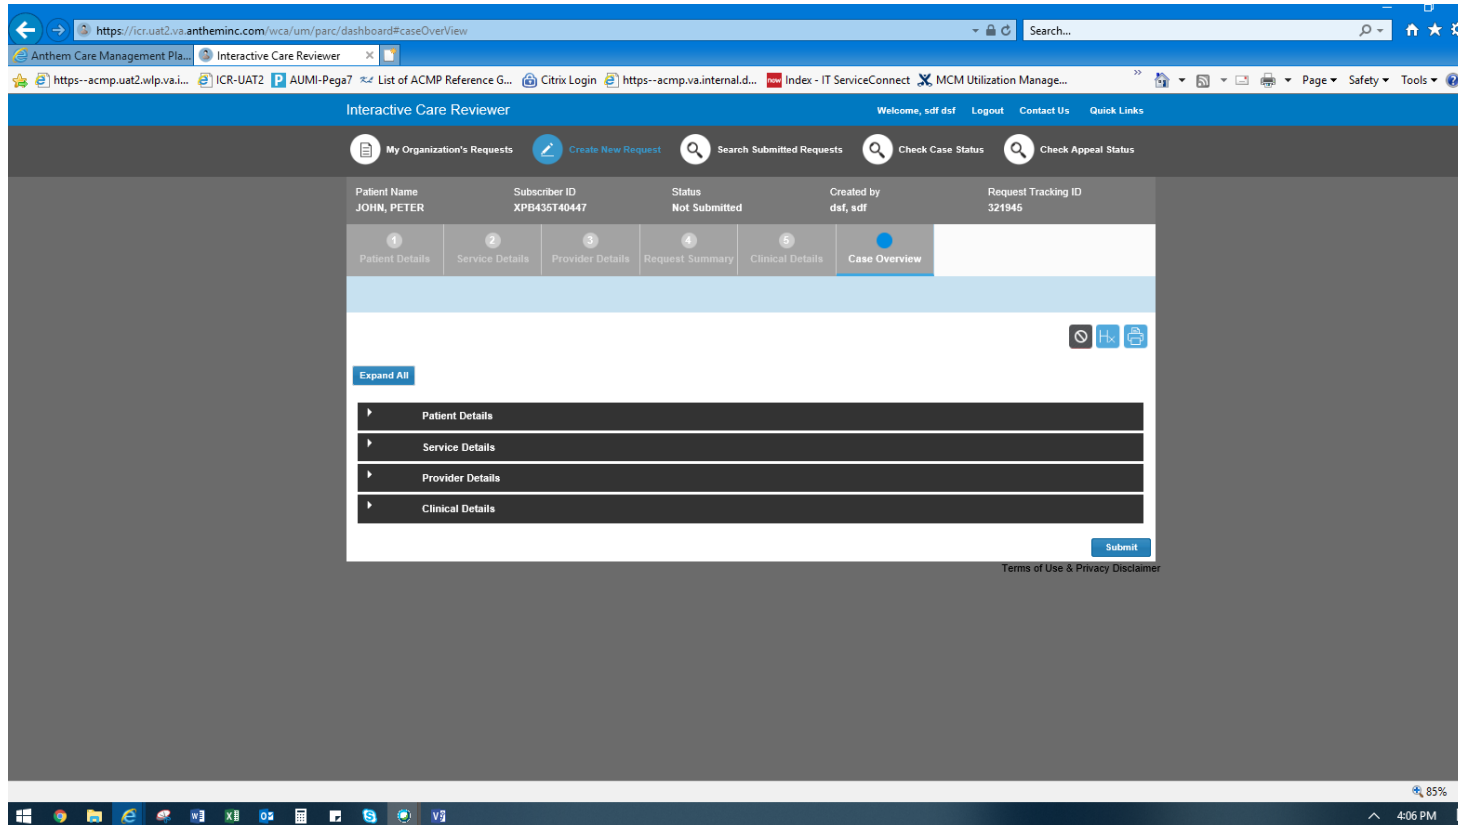 https://icr.uat2.va.antheminc.com/wca/um/parc/dashboard#caseOverView
Search...
Anthem Care Management Pla...
Interactive Care Reviewer
https--acmp.uat2.wlp.va.i...
ICR-UAT2
AUMI-Pega7
List of ACMP Reference G...
Citrix Login
https--acmp.va.internal.d...
now Index - IT ServiceConnect
MCM Utilization Manage...
Page
Safety
Tools
Interactive Care Reviewer
Welcome, sdf dsf Logout Contact Us Quick Links
My Organization's Requests
Create New Request
Search Submitted Requests
Check Case Status
Check Appeal Status
Patient Name Subscriber ID Status Created by Request Tracking ID
JOHN, PETER XPB435T40447 Not Submitted dsf, sdf 321945
1 2 3 4 5
Patient Details Service Details Provider Details Request Summary Clinical Details Case Overview
Hx
Expand All
Patient Details
Service Details
Provider Details
Clinical Details
Submit
Terms of Use & Privacy Disclaimer
85%
4:06 PM